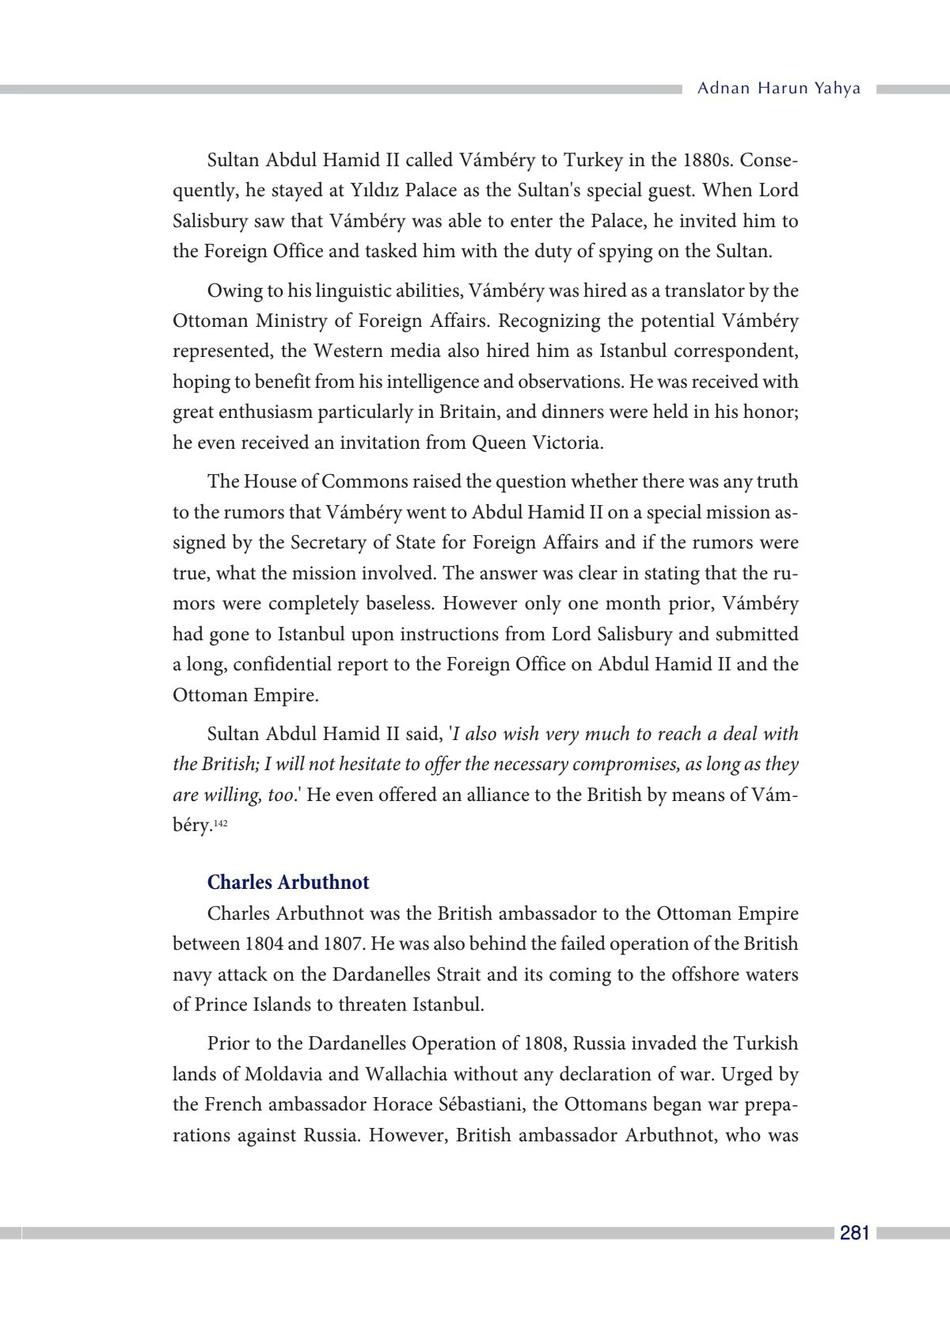 Adnan Harun Yahya
Sultan Abdul Hamid II called Vámbéry to Turkey in the 1880s. Conse-
quently, he stayed at Yıldız Palace as the Sultan's special guest. When Lord
Salisbury saw that Vámbéry was able to enter the Palace, he invited him to
the Foreign Office and tasked him with the duty of spying on the Sultan.
Owing to his linguistic abilities, Vámbéry was hired as a translator by the
Ottoman Ministry of Foreign Affairs. Recognizing the potential Vámbéry
represented, the Western media also hired him as Istanbul correspondent,
hoping to benefit from his intelligence and observations. He was received with
great enthusiasm particularly in Britain, and dinners were held in his honor;
he even received an invitation from Queen Victoria.
The House of Commons raised the question whether there was any truth
to the rumors that Vámbéry went to Abdul Hamid II on a special mission as-
signed by the Secretary of State for Foreign Affairs and if the rumors were
true, what the mission involved. The answer was clear in stating that the ru-
mors were completely baseless. However only one month prior, Vámbéry
had gone to Istanbul upon instructions from Lord Salisbury and submitted
a long, confidential report to the Foreign Office on Abdul Hamid II and the
Ottoman Empire.
Sultan Abdul Hamid II said, 'I also wish very much to reach a deal with
the British; I will not hesitate to offer the necessary compromises, as long as they
are willing, too.' He even offered an alliance to the British by means of Vám-
béry.142
Charles Arbuthnot
Charles Arbuthnot was the British ambassador to the Ottoman Empire
between 1804 and 1807. He was also behind the failed operation of the British
navy attack on the Dardanelles Strait and its coming to the offshore waters
of Prince Islands to threaten Istanbul.
Prior to the Dardanelles Operation of 1808, Russia invaded the Turkish
lands of Moldavia and Wallachia without any declaration of war. Urged by
the French ambassador Horace Sébastiani, the Ottomans began war prepa-
rations against Russia. However, British ambassador Arbuthnot, who was
281